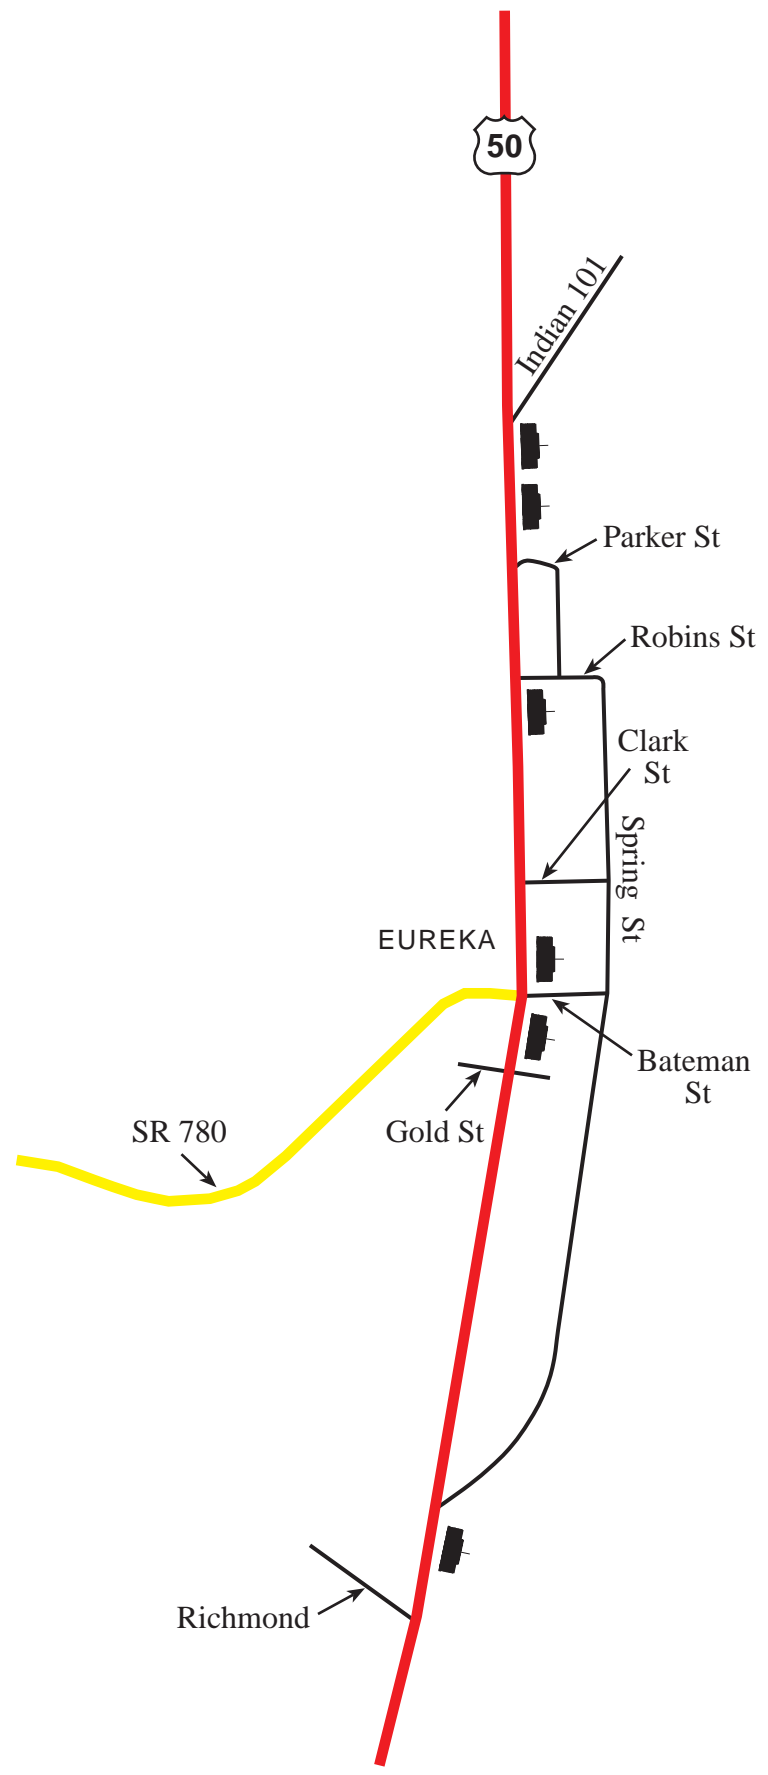 50
Indian 101
Parker St
Robins St
Clark
St
Spring St
EUREKA
Bateman
St
Gold St
SR 780
Richmond